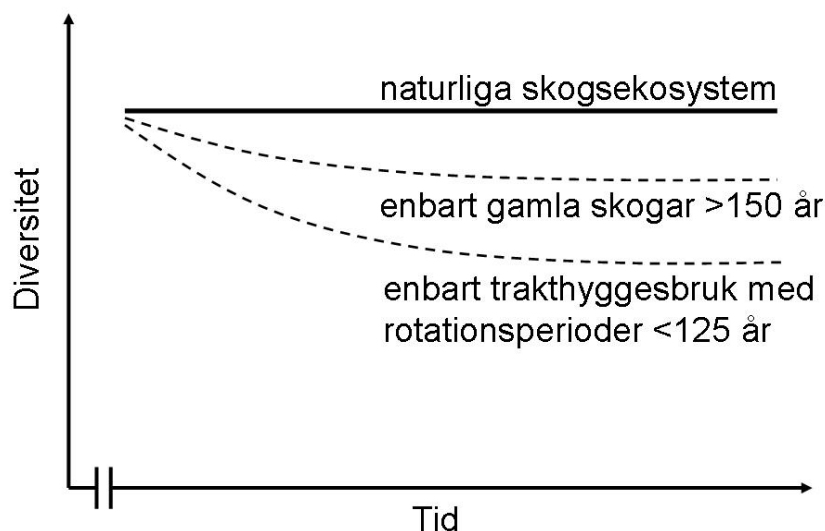 naturliga skogsekosystem
enbart gamla skogar >150 år
enbart trakthyggesbruk med
rotationsperioder <125 år
Diversitet
Tid